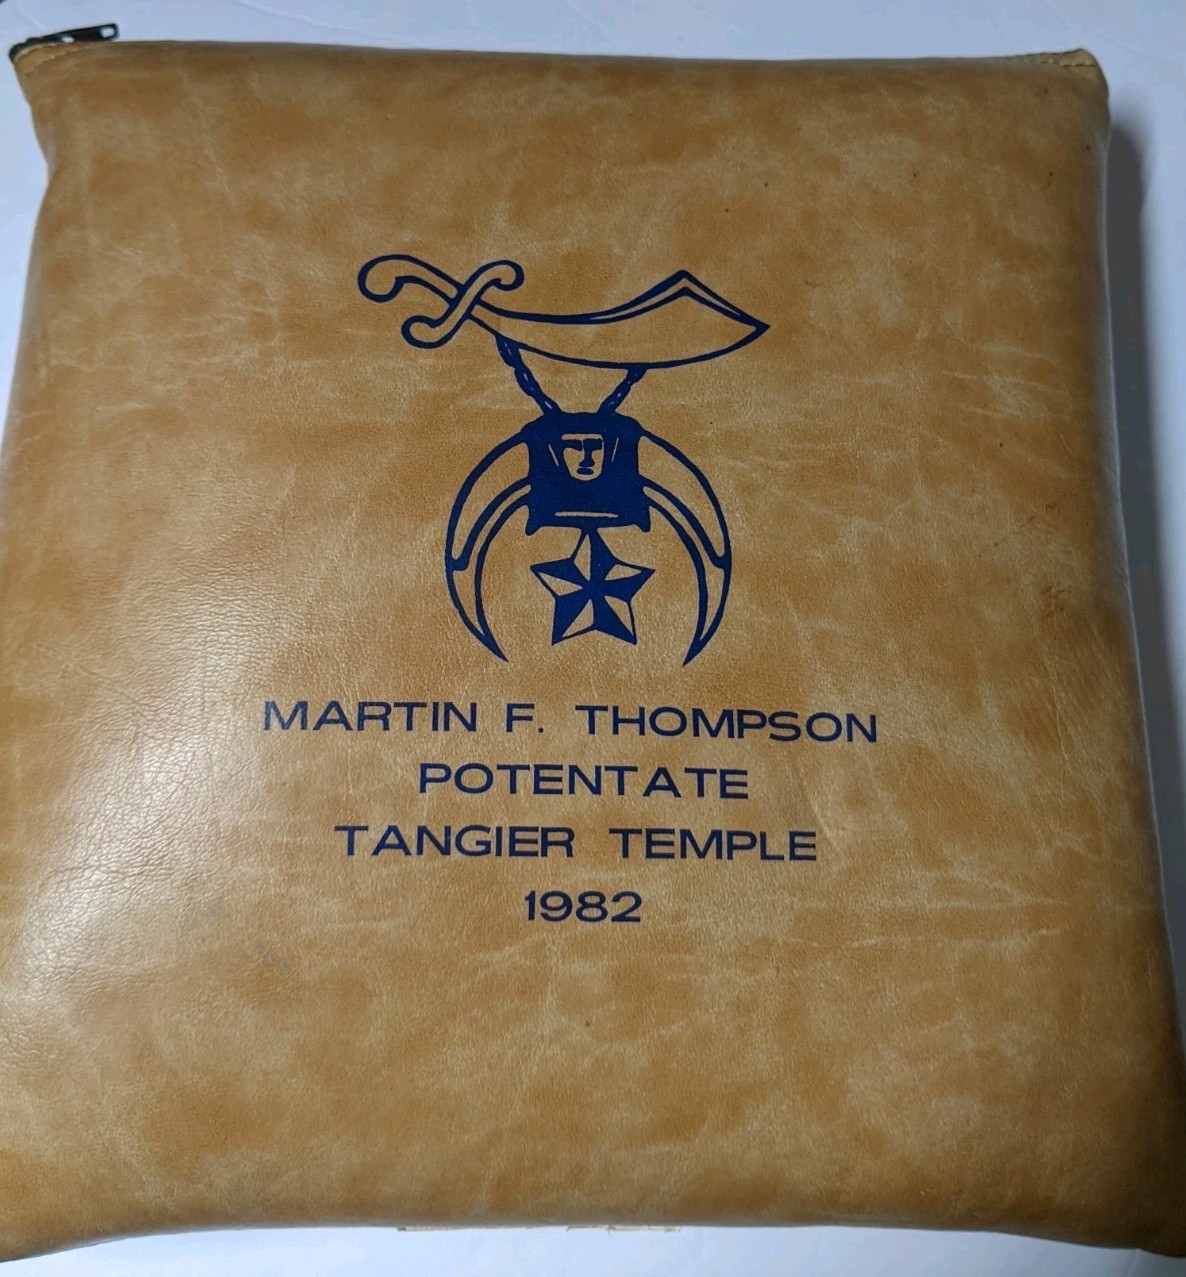 MARTIN F. THOMPSON
POTENTATE
TANGIER TEMPLE
1982